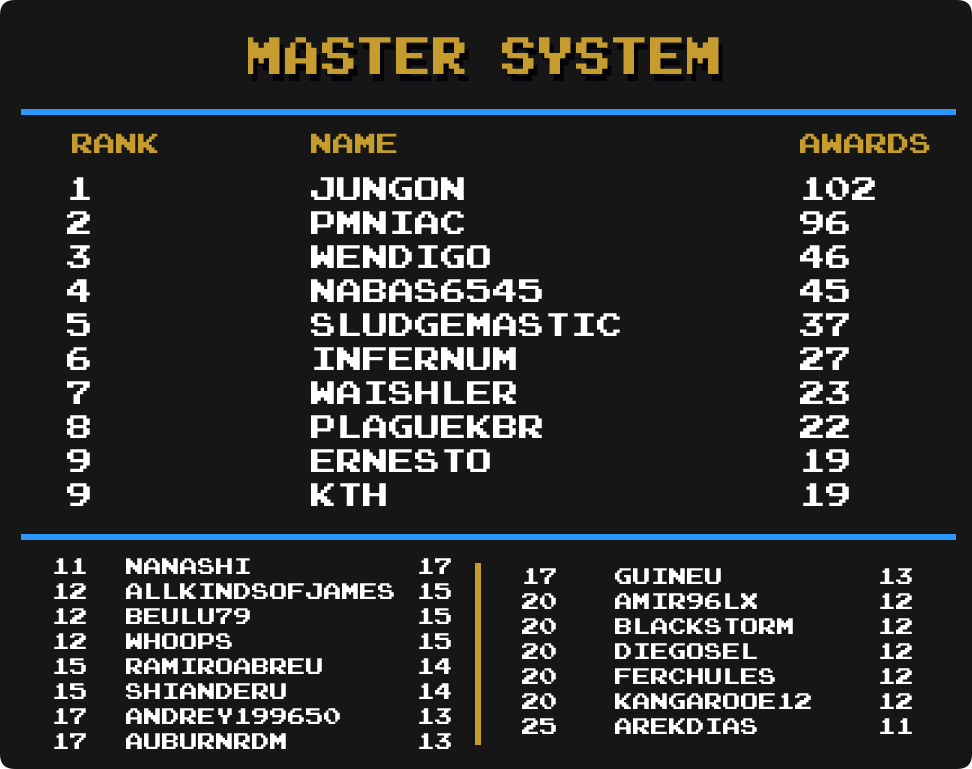 MASTER SYSTEM
RANK NAME AWARDS
1 JUNGON 102
2 PMNIAC 96
3 WENDIGO 46
4 NABAS6545 45
5 SLUDGEMASTIC 37
6 INFERNUM 27
7 WAISHLER 23
8 PLAGUEKBR 22
9 ERNESTO 19
9 KTH 19
11 NANASHI 17
12 ALLKINDSOFJAMES 15
12 BEULU79 15
12 WHOOPS 15
15 RAMIROABREU 14
15 SHIANDERU 14
17 ANDREY199650 13
17 AUBURNRDM 13
17 GUINEU 13
20 AMIR96LX 12
20 BLACKSTORM 12
20 DIEGOSEL 12
20 FERCHULES 12
20 KANGAROOE12 12
25 AREKDIAS 11